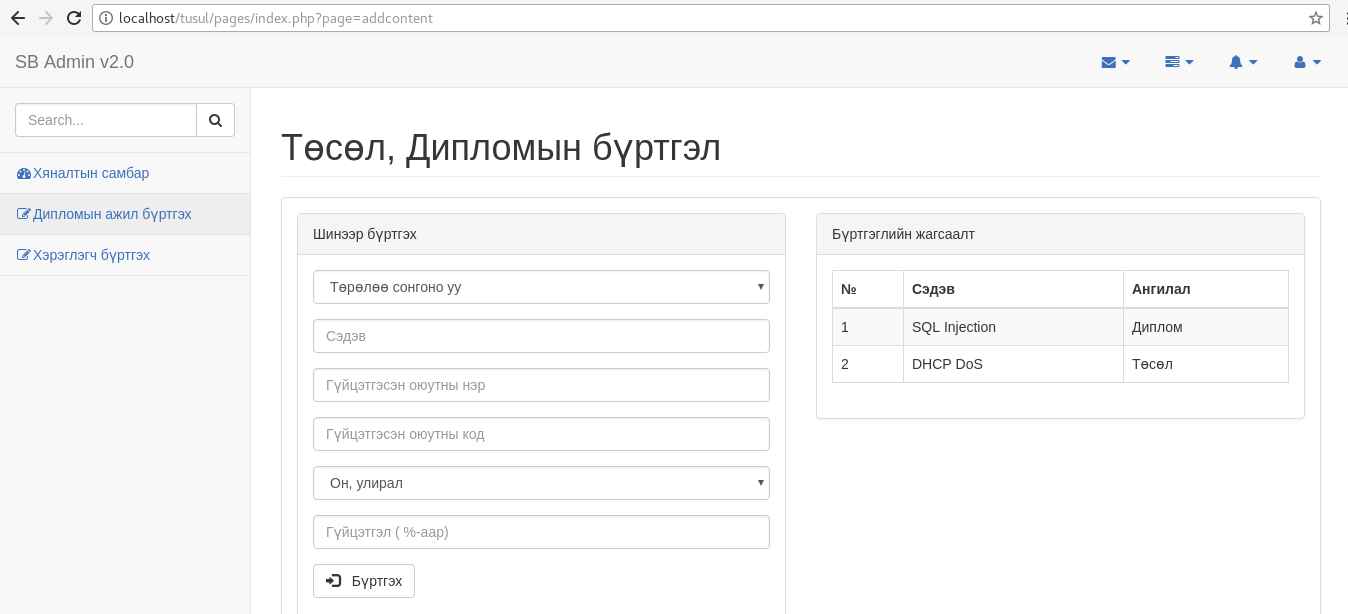 localhost/tusul/pages/index.php?page=addcontent
SB Admin v2.0
Search...
Хяналтын самбар
Дипломын ажил бүртгэх
Хэрэглэгч бүртгэх
Төсөл, Дипломын бүртгэл
Шинээр бүртгэх
Төрөлөө сонгоно уу
Сэдэв
Гүйцэтгэсэн оюутны нэр
Гүйцэтгэсэн оюутны код
Он, улирал
Гүйцэтгэл ( %-аар)
Бүртгэх
Бүртгэглийн жагсаалт
№ Сэдэв Ангилал
1 SQL Injection Диплом
2 DHCP DoS Төсөл